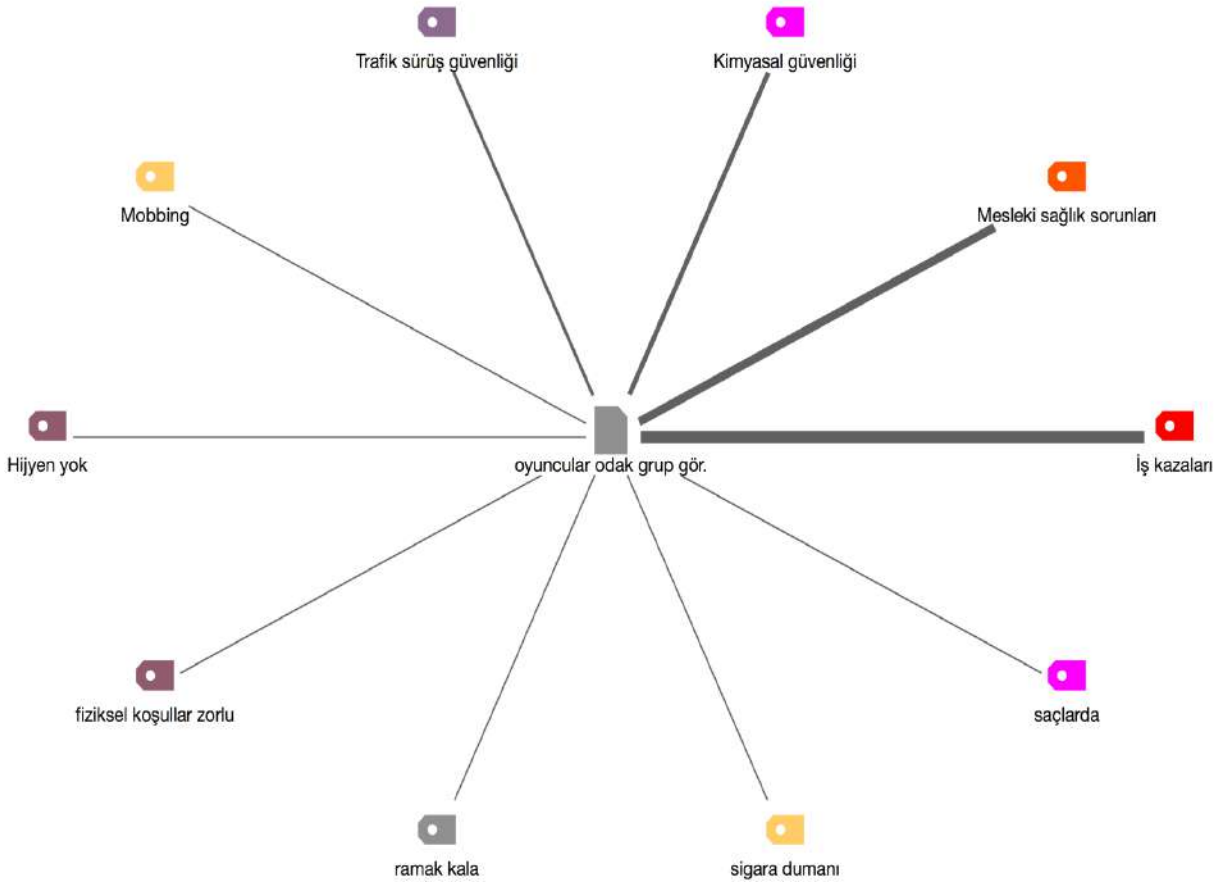 Trafik sürüş güvenliği
Kimyasal güvenliği
Mobbing
Mesleki sağlık sorunları
Hijyen yok
oyuncular odak grup gör.
İş kazaları
fiziksel koşullar zorlu
saçlarda
ramak kala
sigara dumanı